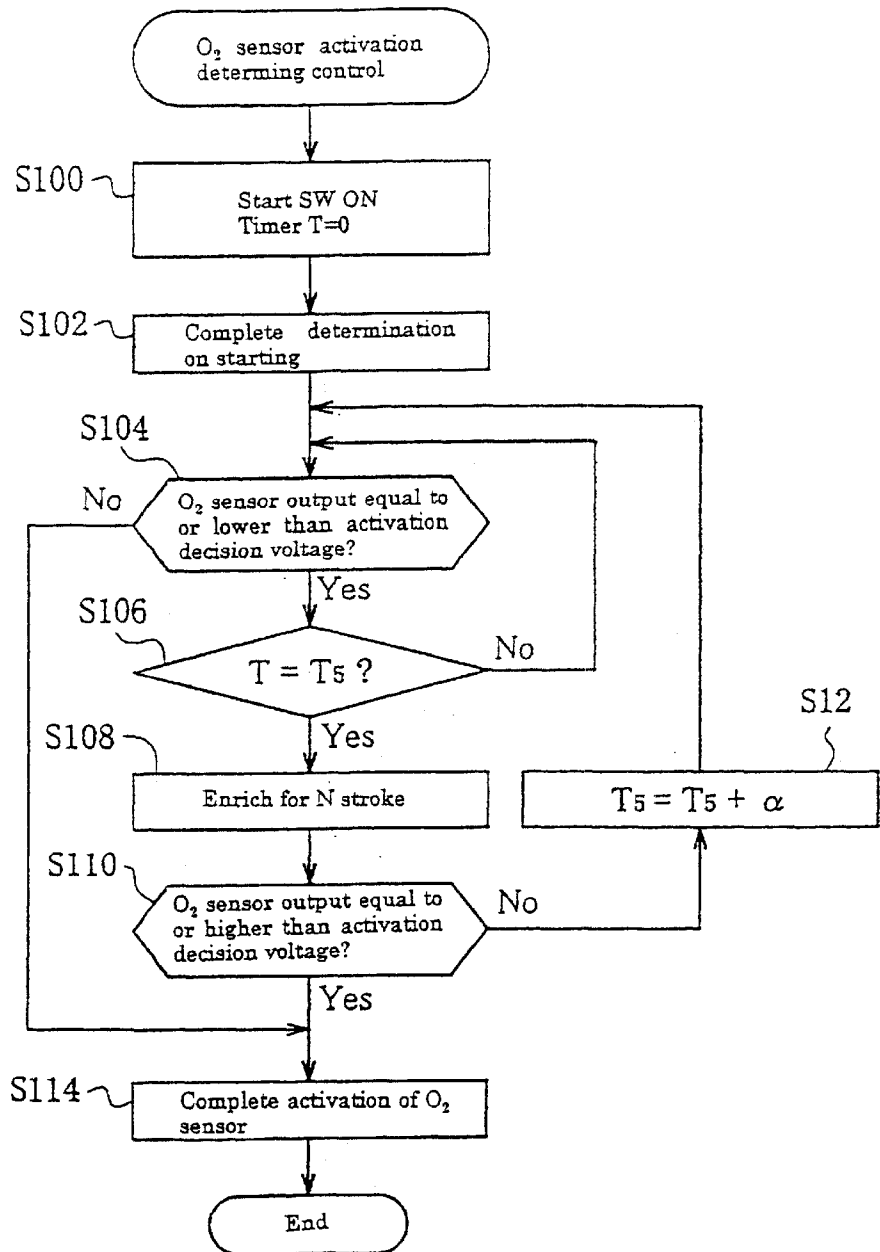 O₂ sensor activation
determing control
S100
Start SW ON
Timer T=0
S102
Complete determination
on starting
S104
No
O₂ sensor output equal to
or lower than activation
decision voltage?
Yes
S106
T = T5 ?
No
Yes
S108
Enrich for N stroke
S12
T5 = T5 + α
S110
O₂ sensor output equal to
or higher than activation
decision voltage?
No
Yes
S114
Complete activation of O₂
sensor
End